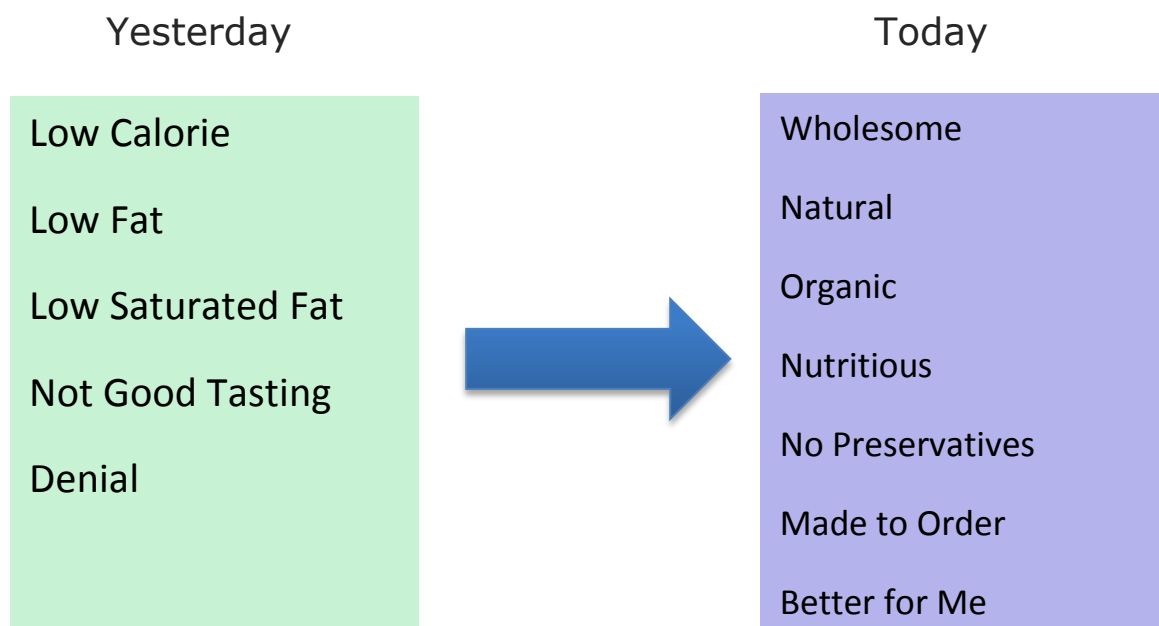 Yesterday
Low Calorie
Low Fat
Low Saturated Fat
Not Good Tasting
Denial
Today
Wholesome
Natural
Organic
Nutritious
No Preservatives
Made to Order
Better for Me